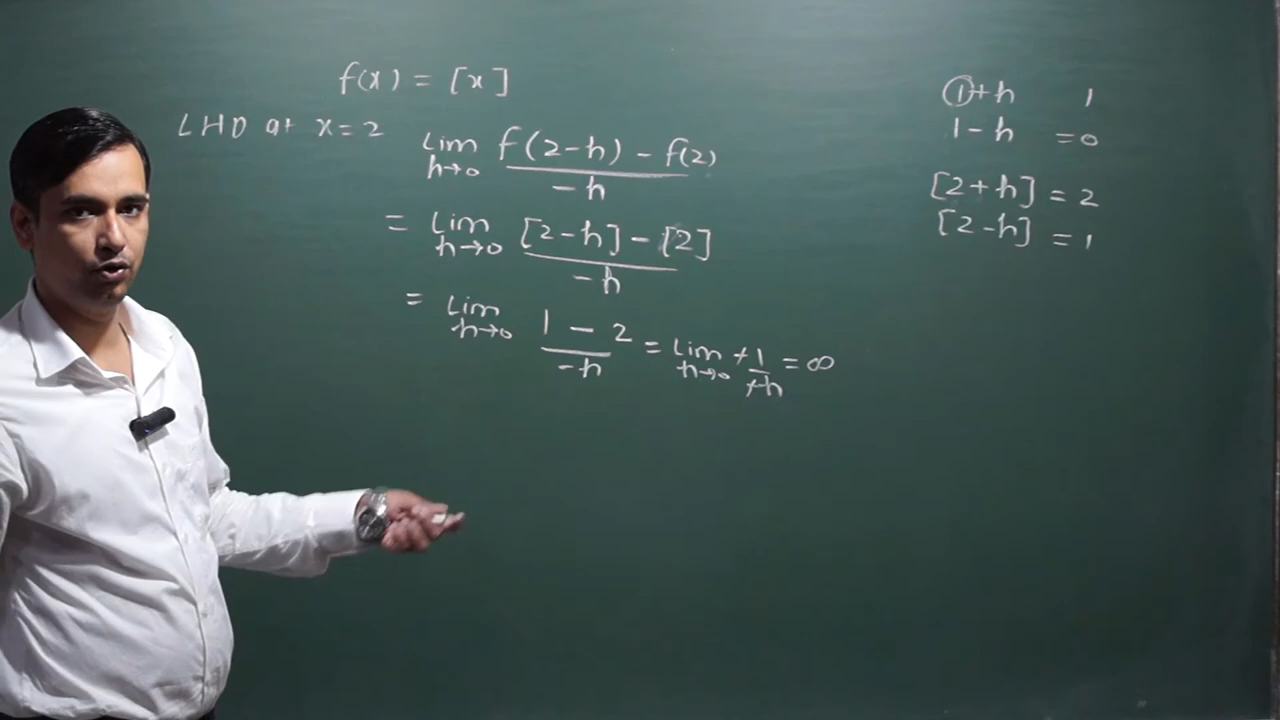 f(x) = [x]
LHD at x=2
lim h→0 f(2-h) - f(2) / -h
= lim h→0 [2-h] - [2] / -h
= lim h→0 1 - 2 / -h = lim h→0 +1 / +h = ∞
1+h 1
1-h =0
[2+h] = 2
[2-h] = 1